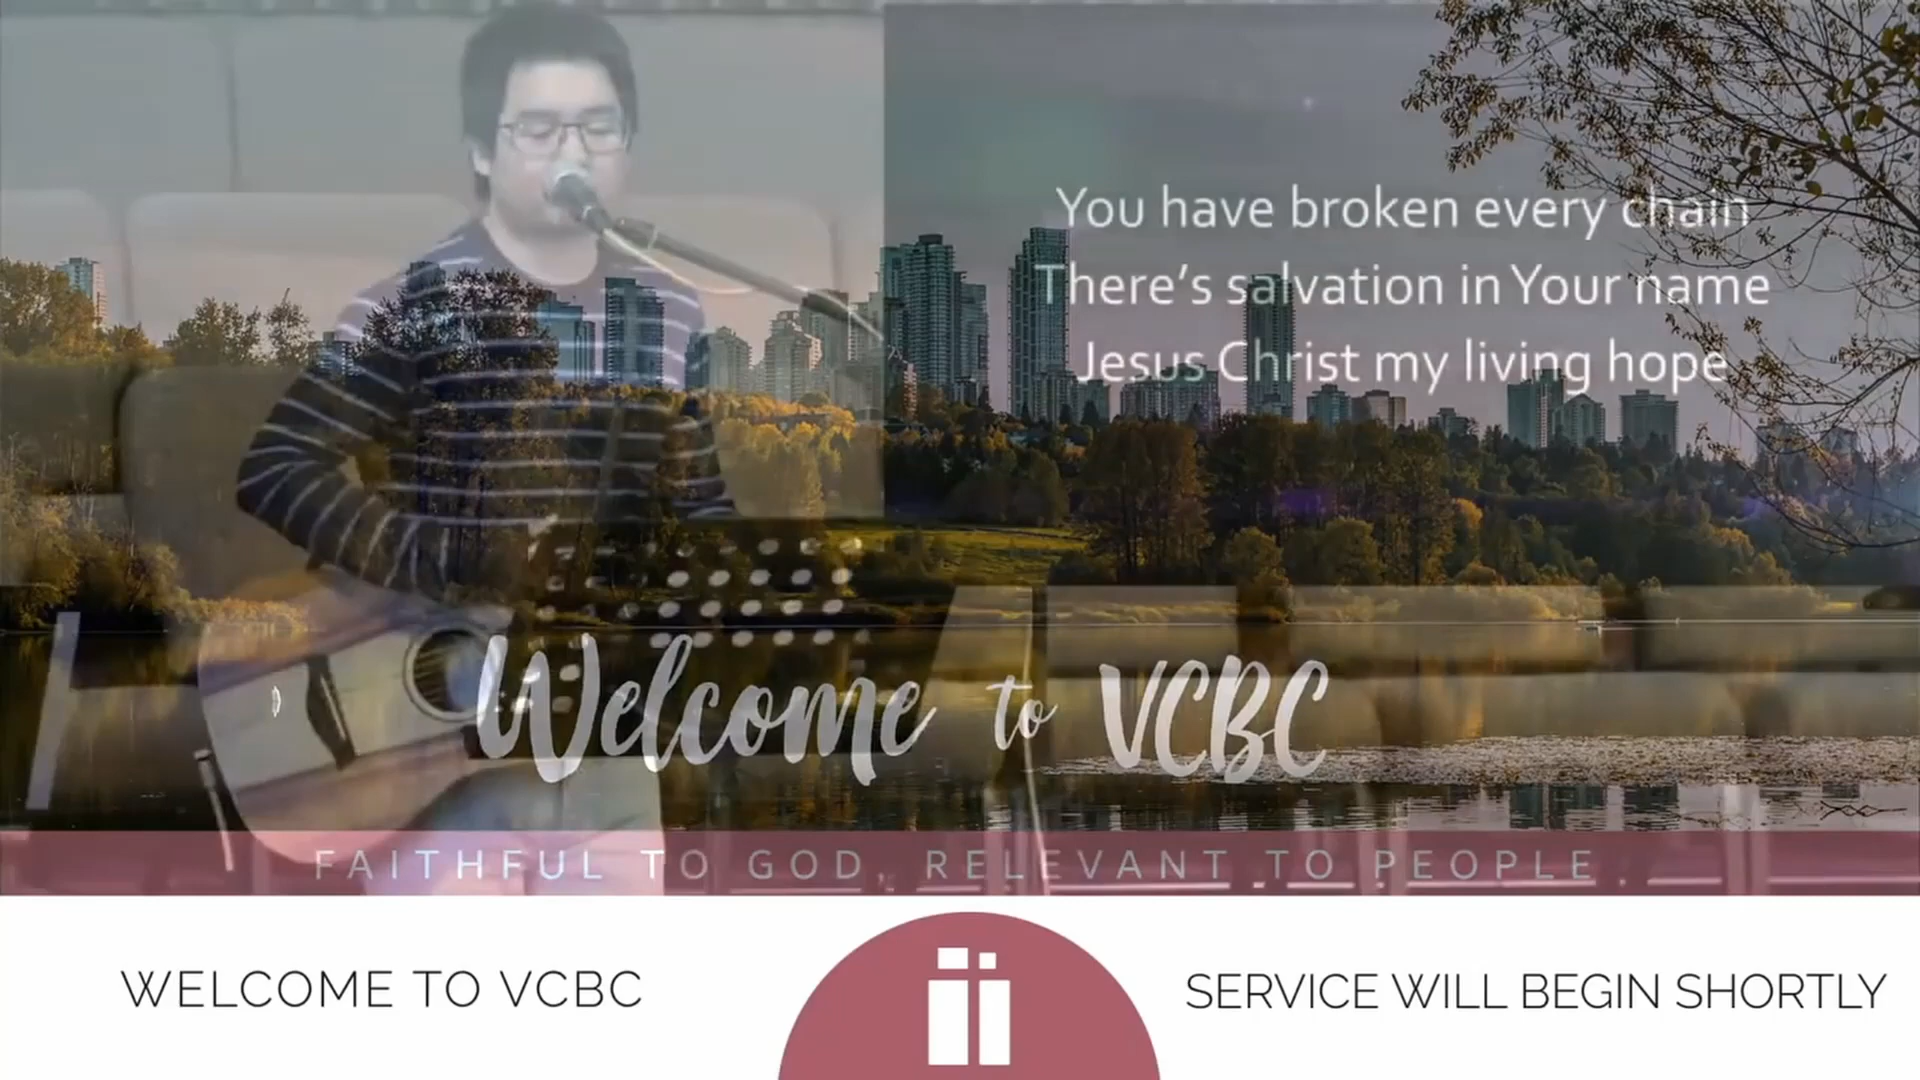 You have broken every chain
There's salvation in Your name
Jesus Christ my living hope
Welcome to VCBC
FAITHFUL TO GOD, RELEVANT TO PEOPLE.
WELCOME TO VCBC
SERVICE WILL BEGIN SHORTLY